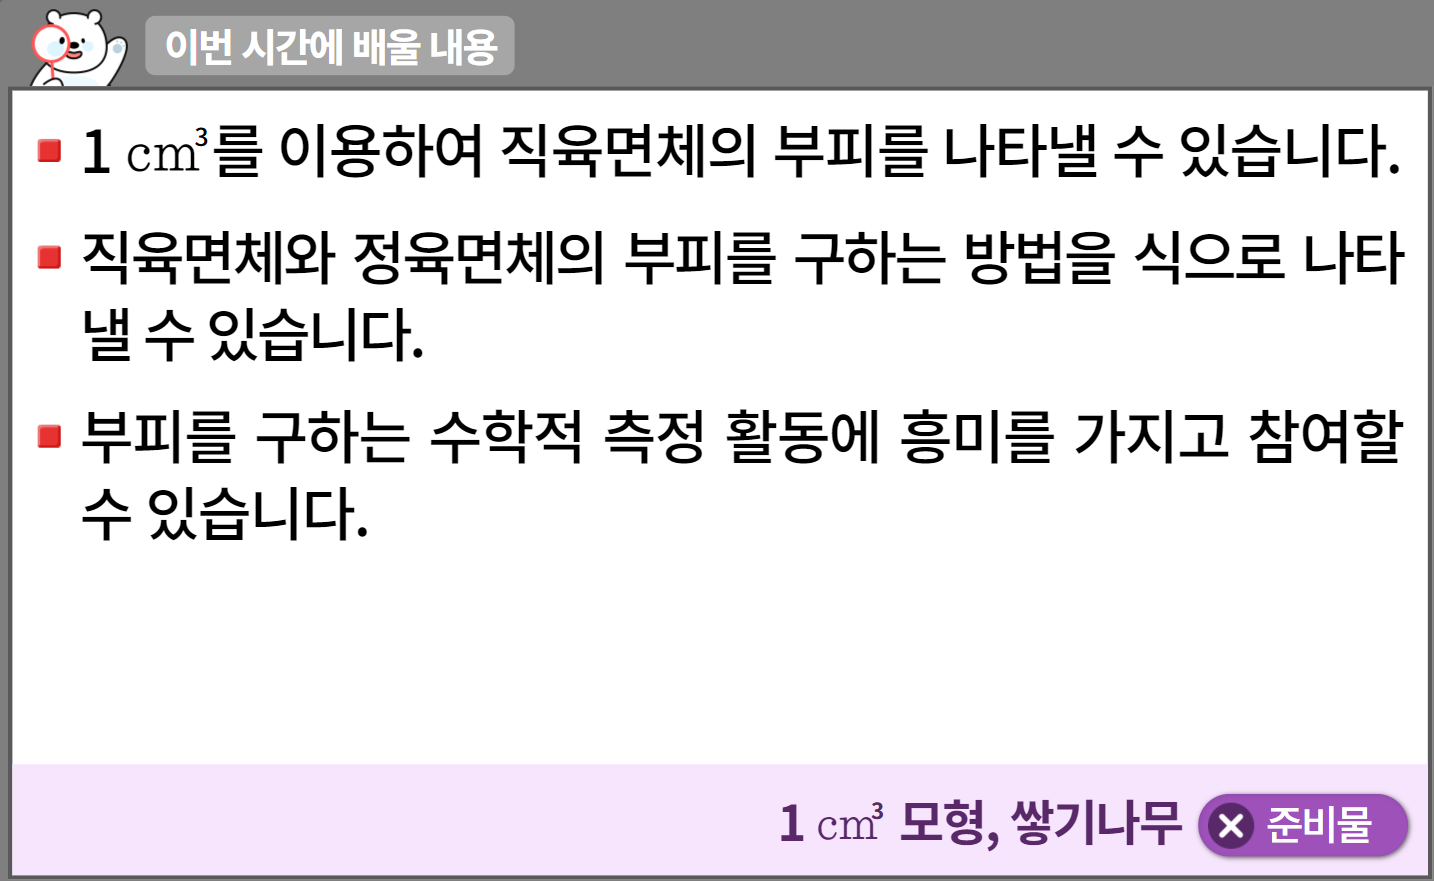 이번 시간에 배울 내용
1 cm³를 이용하여 직육면체의 부피를 나타낼 수 있습니다.
직육면체와 정육면체의 부피를 구하는 방법을 식으로 나타
낼 수 있습니다.
부피를 구하는 수학적 측정 활동에 흥미를 가지고 참여할
수 있습니다.
1 cm³ 모형, 쌓기나무 준비물